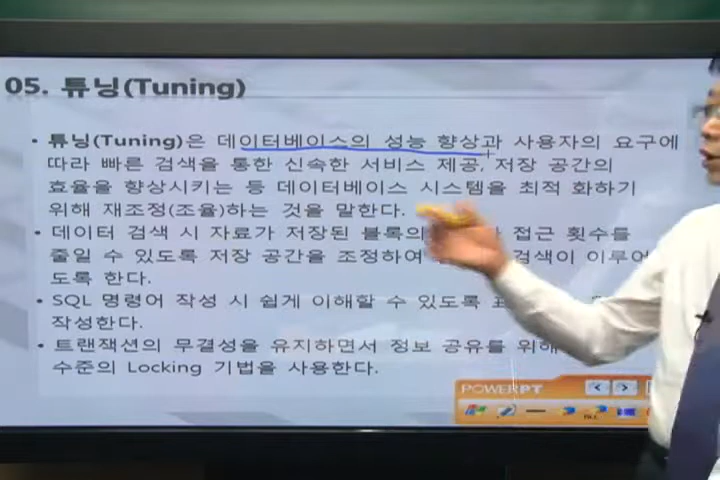 05. 튜닝(Tuning)
• 튜닝(Tuning)은 데이터베이스의 성능 향상과 사용자의 요구에
따라 빠른 검색을 통한 신속한 서비스 제공, 저장 공간의
효율을 향상시키는 등 데이터베이스 시스템을 최적 화하기
위해 재조정(조율)하는 것을 말한다.
• 데이터 검색 시 자료가 저장된 블록의 접근 횟수를
줄일 수 있도록 저장 공간을 조정하여 검색이 이루어
도록 한다.
• SQL 명령어 작성 시 쉽게 이해할 수 있도록
작성한다.
• 트랜잭션의 무결성을 유지하면서 정보 공유를 위해
수준의 Locking 기법을 사용한다.
POWERPT